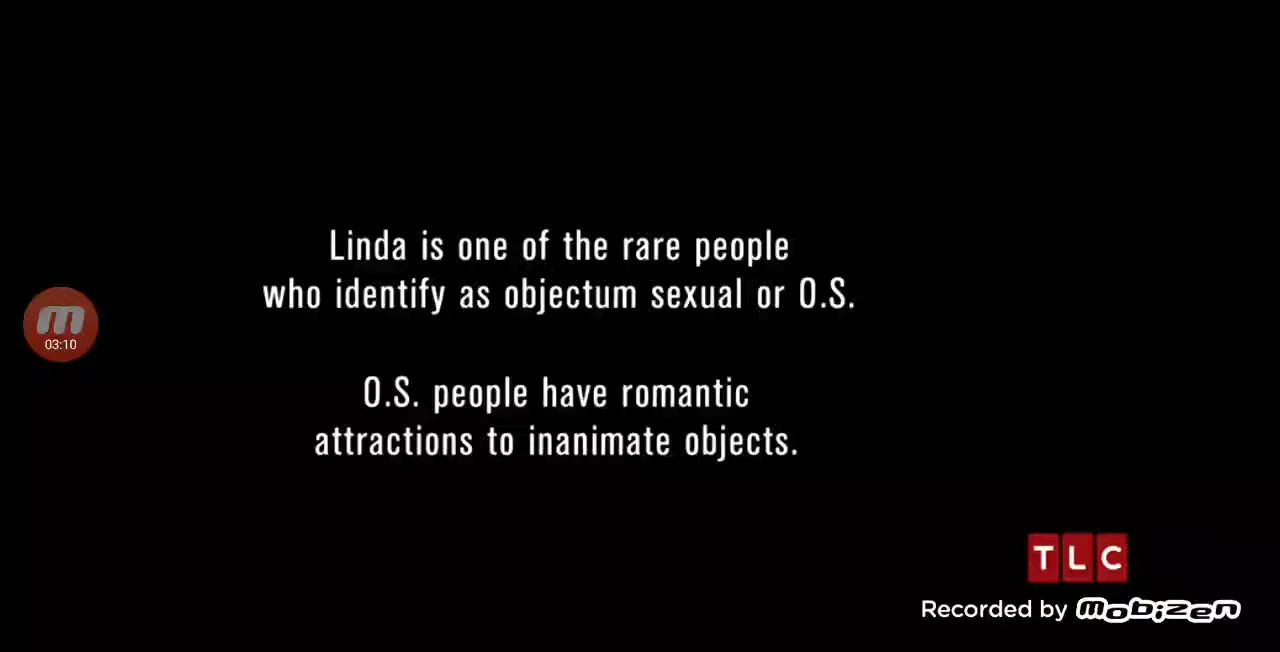 Linda is one of the rare people
who identify as objectum sexual or O.S.
O.S. people have romantic
attractions to inanimate objects.
m
03:10
TLC
Recorded by mobizen